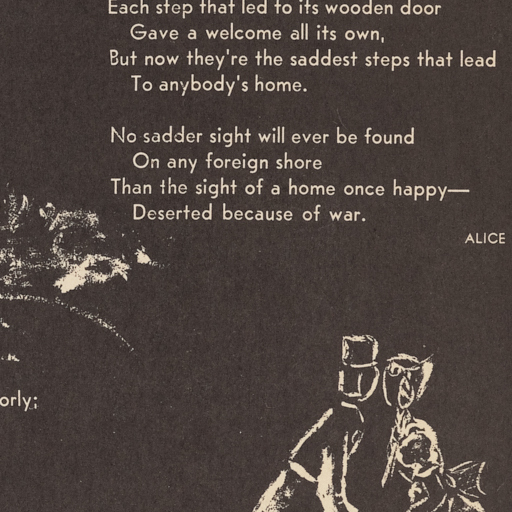 Each step that led to its wooden door
Gave a welcome all its own,
But now they're the saddest steps that lead
To anybody's home.
No sadder sight will ever be found
On any foreign shore
Than the sight of a home once happy—
Deserted because of war.
ALICE
orly;